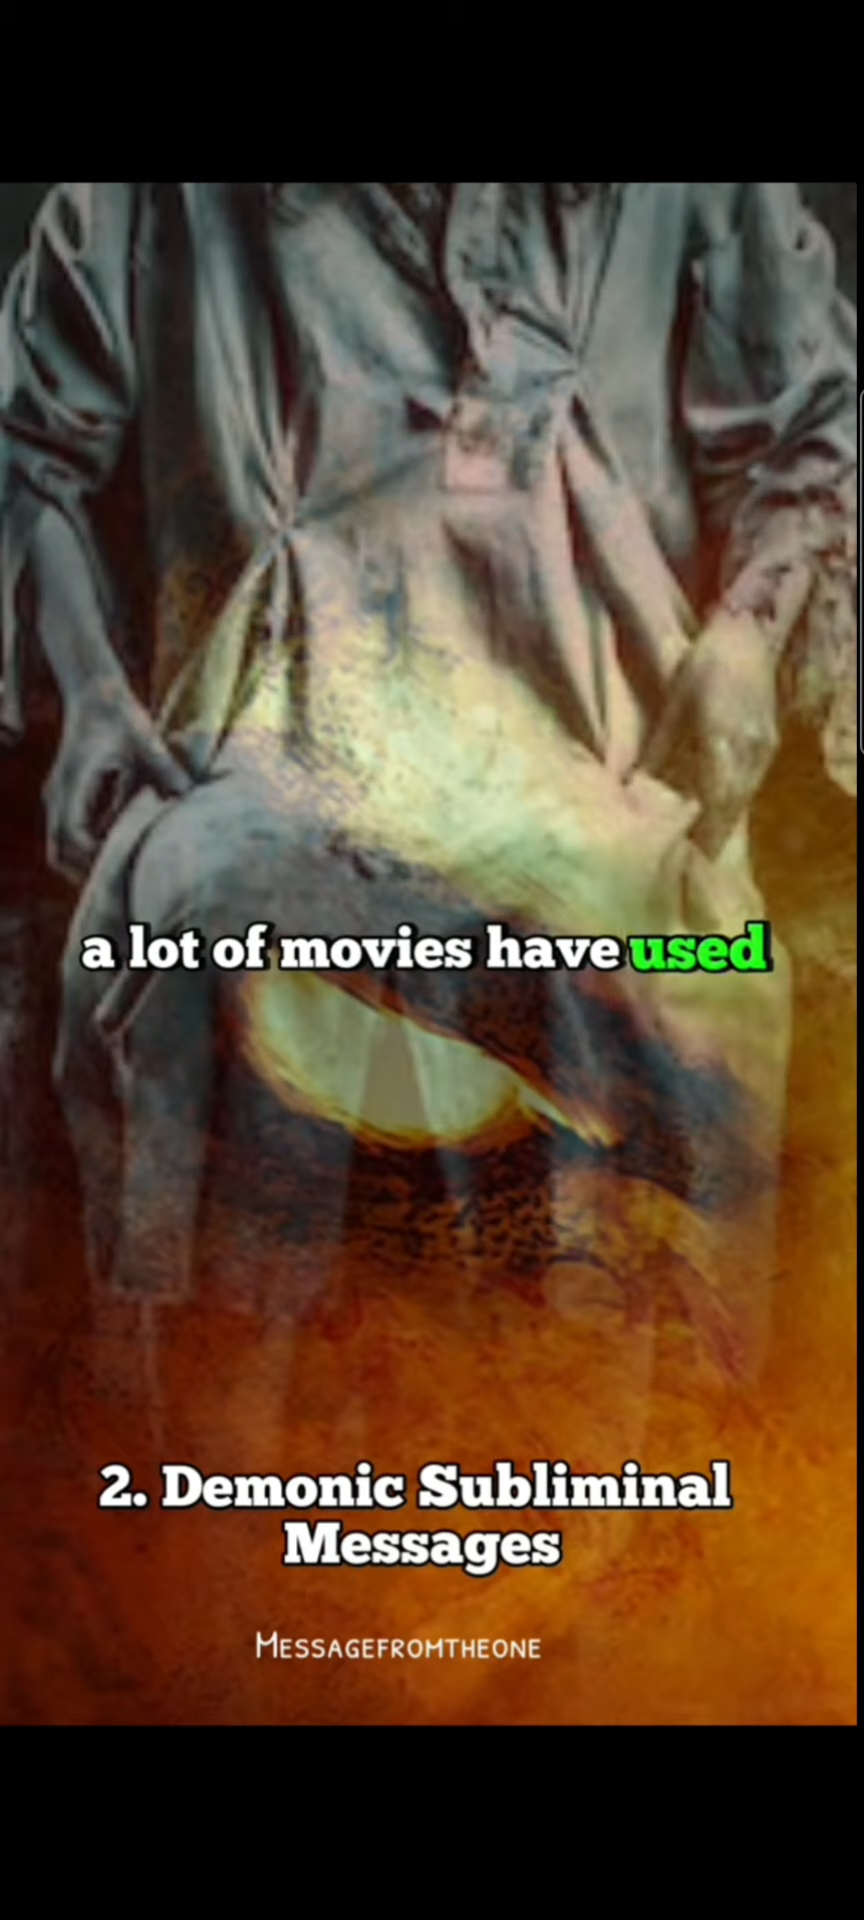 a lot of movies have used
2. Demonic Subliminal
Messages
MESSAGEFROMTHEONE